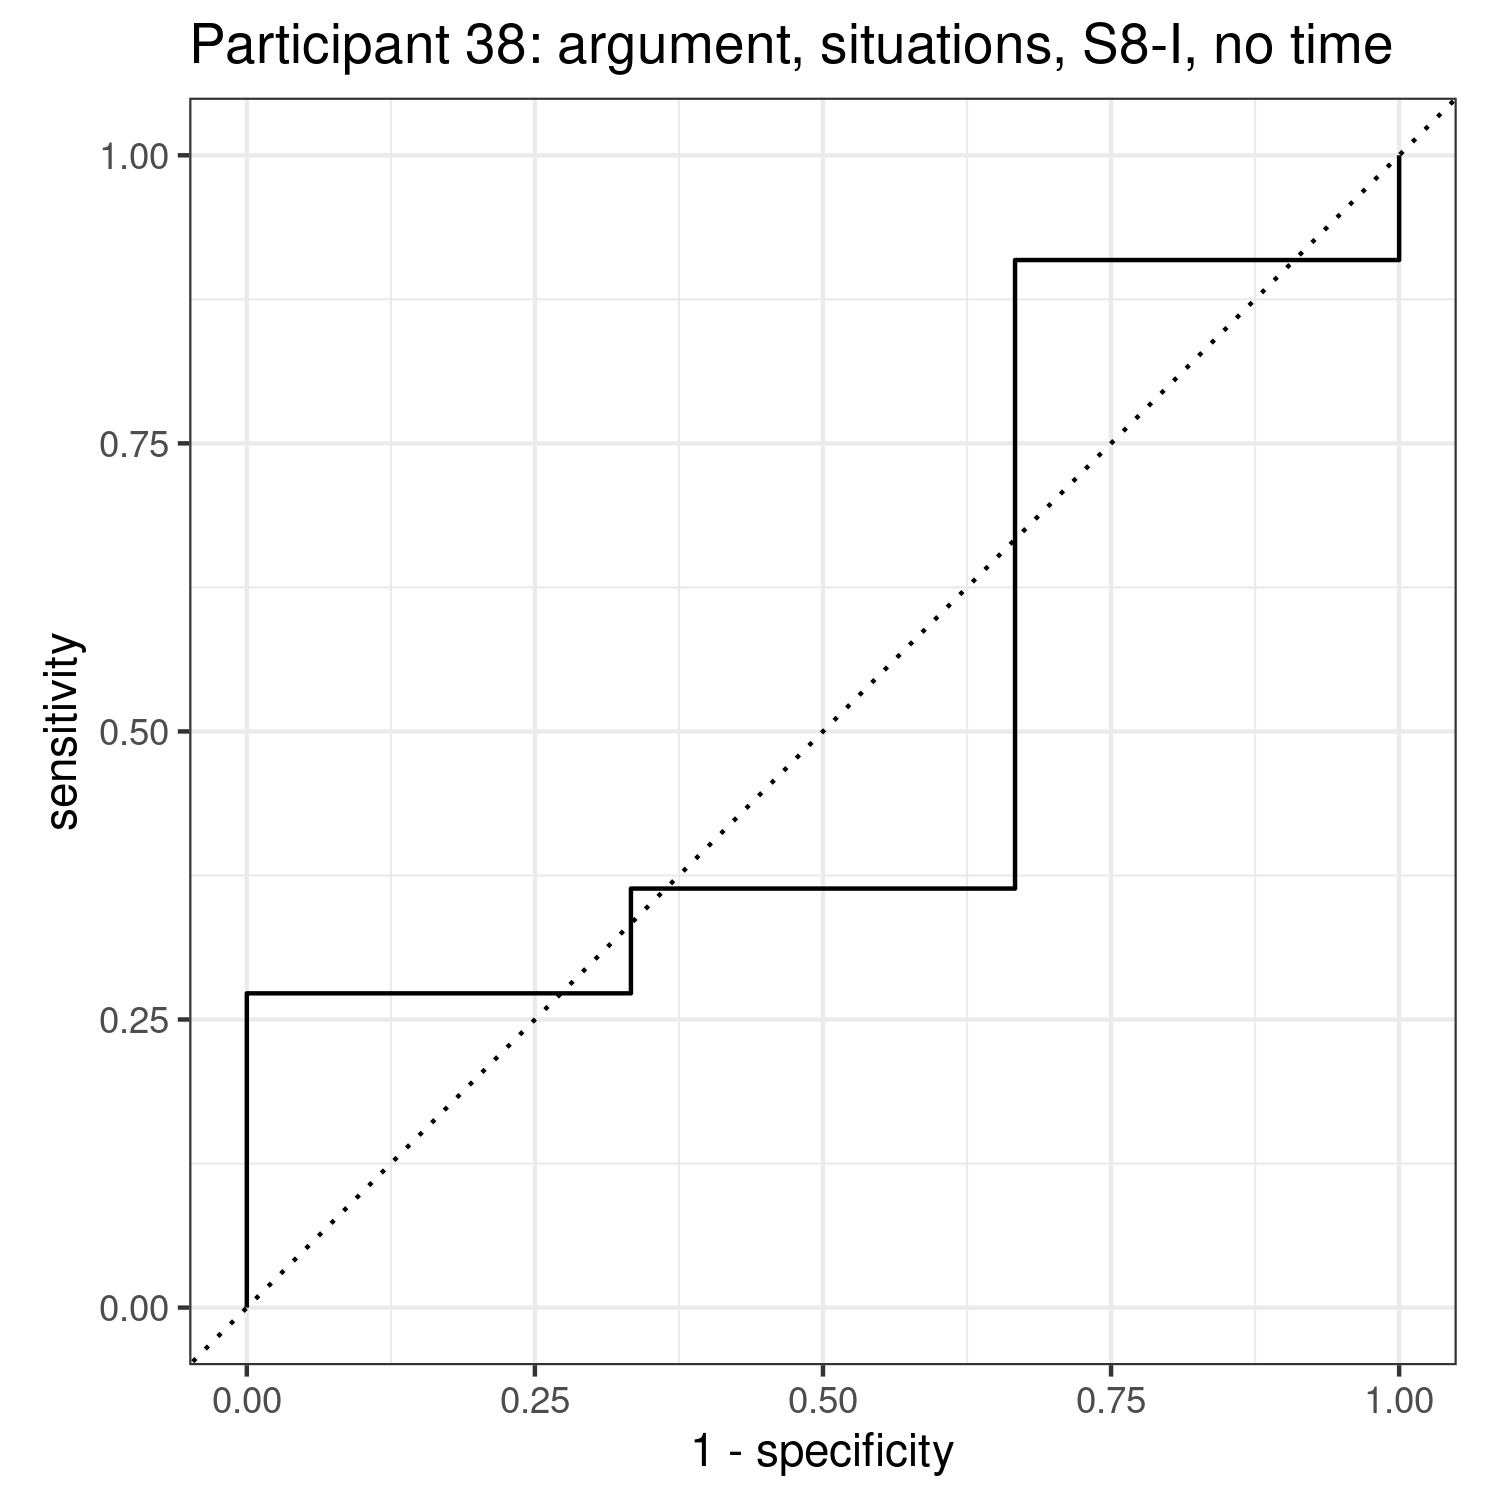 Participant 38: argument, situations, S8-I, no time
1.00
0.75
0.50
0.25
0.00
sensitivity
0.00 0.25 0.50 0.75 1.00
1 - specificity